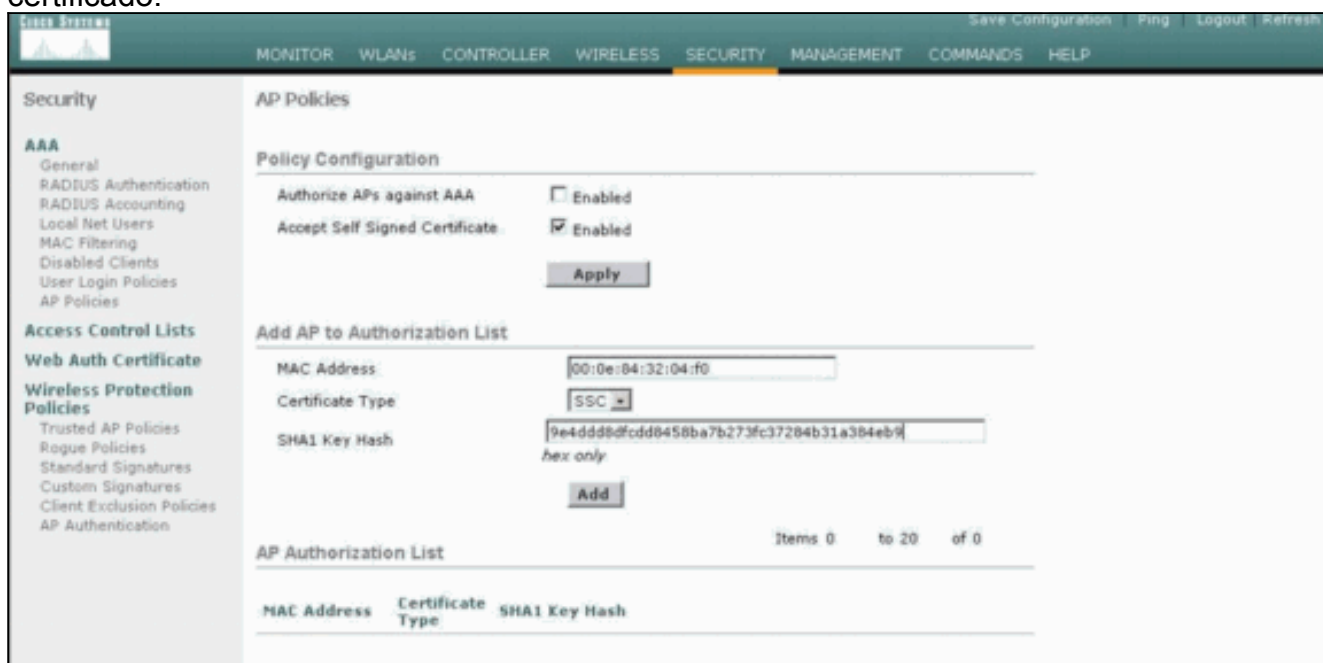 certificado.
CISCO SYSTEMS
Save Configuration Ping Logout Refresh
MONITOR WLANs CONTROLLER WIRELESS SECURITY MANAGEMENT COMMANDS HELP
Security
AAA
General
RADIUS Authentication
RADIUS Accounting
Local Net Users
MAC Filtering
Disabled Clients
User Login Policies
AP Policies
Access Control Lists
Web Auth Certificate
Wireless Protection
Policies
Trusted AP Policies
Rogue Policies
Standard Signatures
Custom Signatures
Client Exclusion Policies
AP Authentication
AP Policies
Policy Configuration
Authorize APs against AAA Enabled
Accept Self Signed Certificate Enabled
Apply
Add AP to Authorization List
MAC Address 00:0e:84:32:04:f0
Certificate Type SSC
SHA1 Key Hash 9e4ddd8dfcdd8458ba7b273fc37284b31a384eb9
hex only
Add
Items 0 to 20 of 0
AP Authorization List
MAC Address Certificate Type SHA1 Key Hash